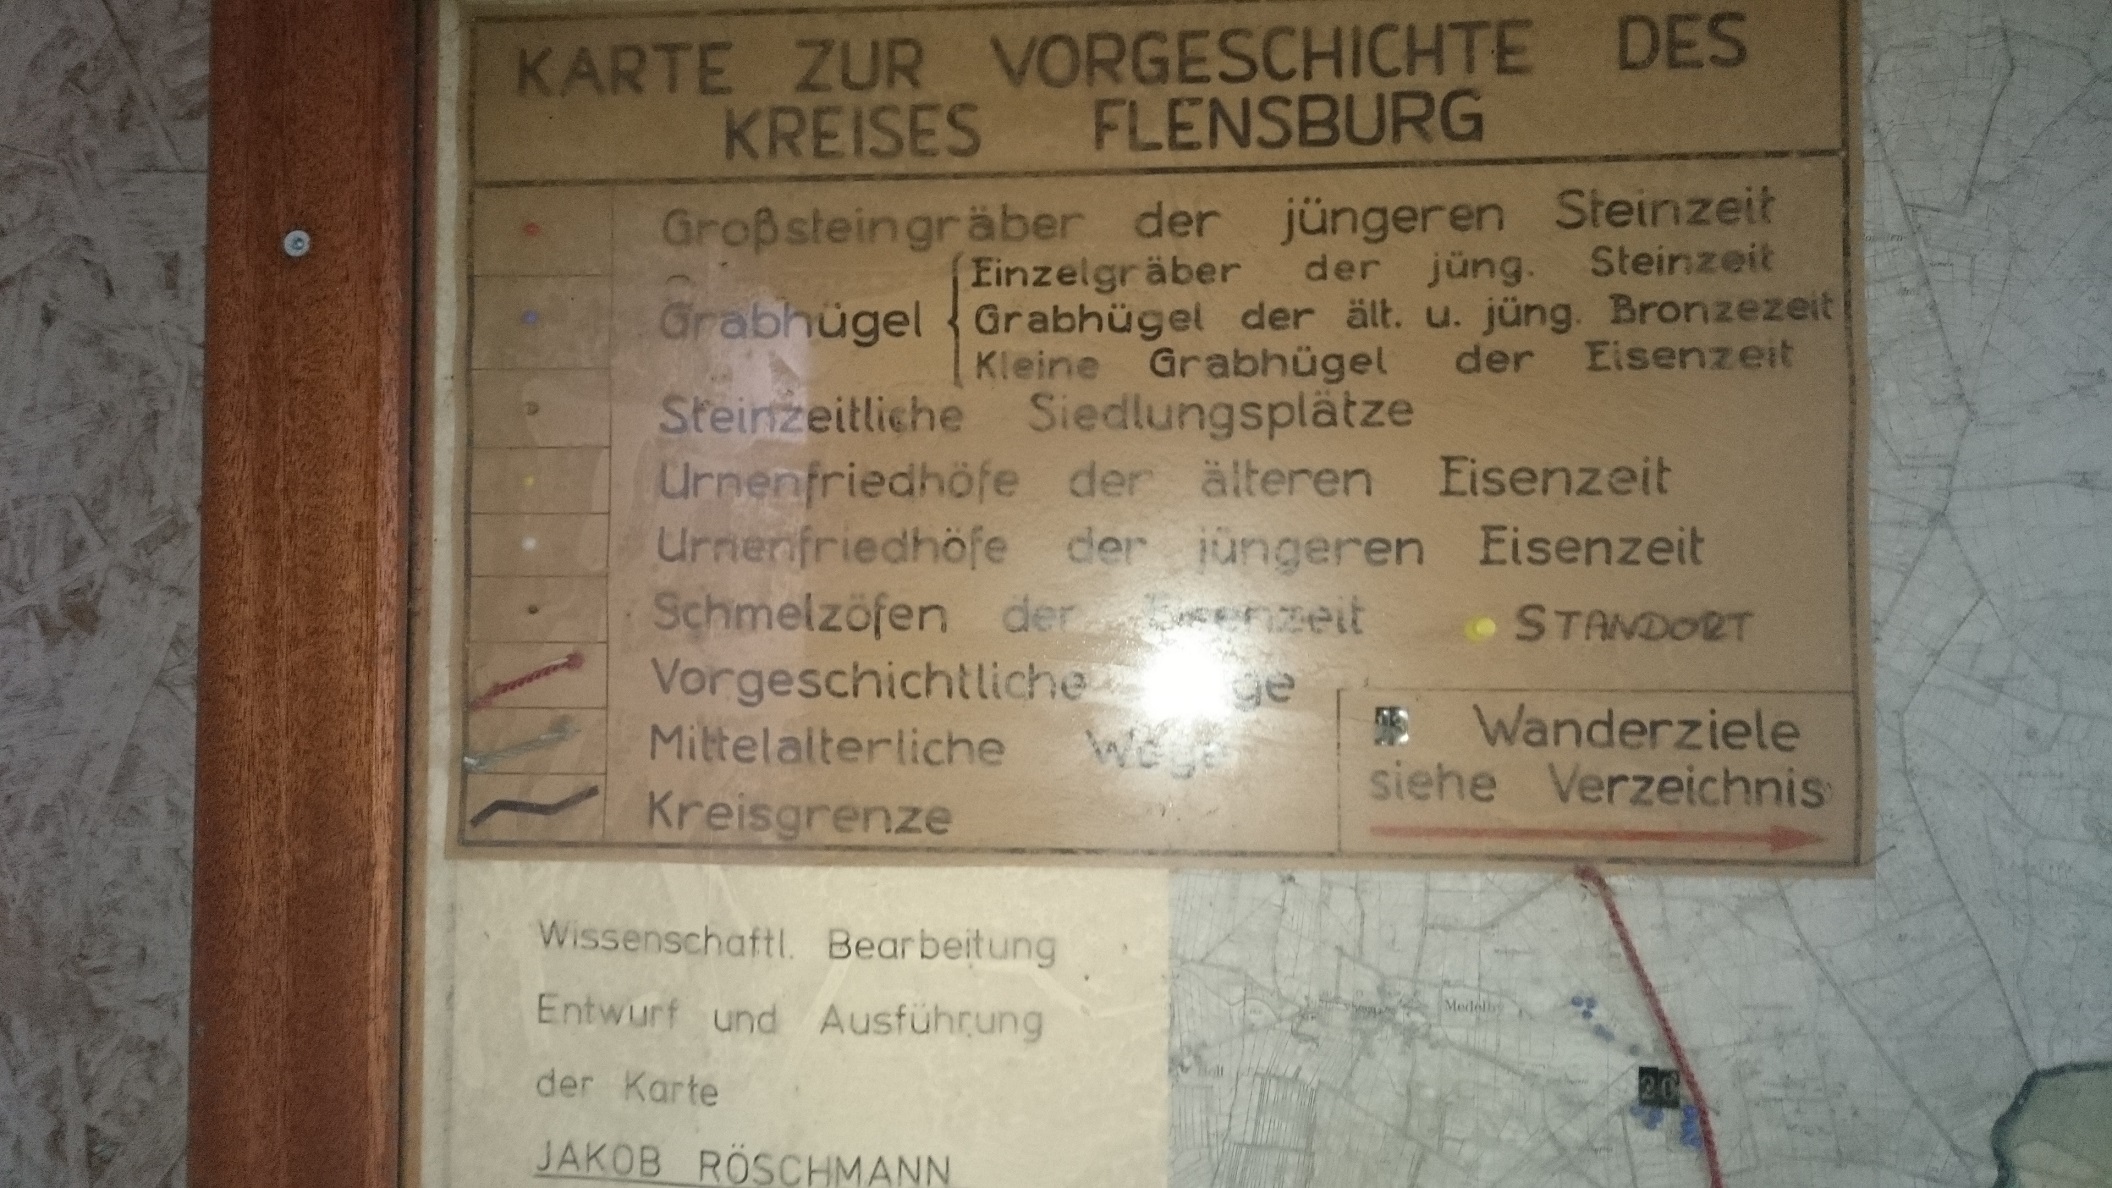 KARTE ZUR VORGESCHICHTE DES
KREISES FLENSBURG
Großsteingräber der jüngeren Steinzeit
Einzelgräber der jüng. Steinzeit
Grabhügel
Grabhügel der ält. u. jüng. Bronzezeit
Kleine Grabhügel der Eisenzeit
Steinzeitliche Siedlungsplätze
Urnenfriedhöfe der älteren Eisenzeit
Urnenfriedhöfe der jüngeren Eisenzeit
Schmelzöfen der Eisenzeit
STANDORT
Vorgeschichtliche
Mittelalterliche Wege
Kreisgrenze
Wanderziele
siehe Verzeichnis
Wissenschaftl. Bearbeitung
Entwurf und Ausführung
der Karte
JAKOB RÖSCHMANN
Medelby
20